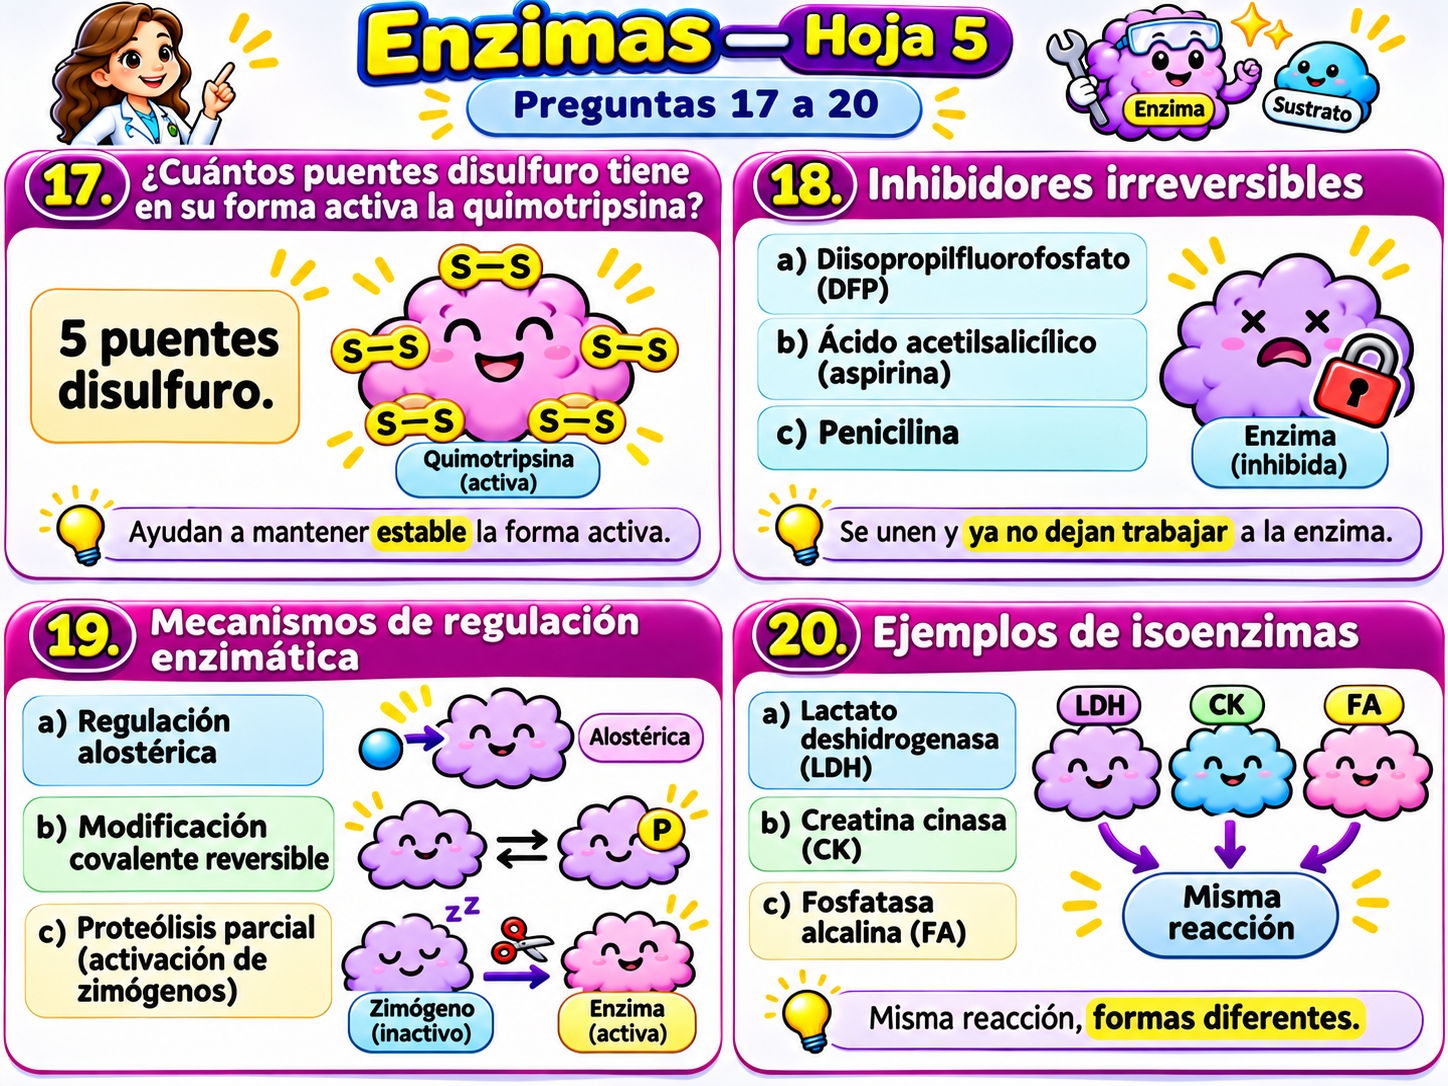 Enzimas — Hoja 5
Preguntas 17 a 20
Enzima
Sustrato
17. ¿Cuántos puentes disulfuro tiene
en su forma activa la quimotripsina?
5 puentes
disulfuro.
S—S
S—S
S—S
S—S
S—S
Quimotripsina
(activa)
Ayudan a mantener estable la forma activa.
18. Inhibidores irreversibles
a) Diisopropilfluorofosfato
(DFP)
b) Ácido acetilsalicílico
(aspirina)
c) Penicilina
Enzima
(inhibida)
Se unen y ya no dejan trabajar a la enzima.
19. Mecanismos de regulación
enzimática
a) Regulación
alostérica
Alostérica
b) Modificación
covalente reversible
P
c) Proteólisis parcial
(activación de
zimógenos)
zz
Zimógeno
(inactivo)
Enzima
(activa)
20. Ejemplos de isoenzimas
a) Lactato
deshidrogenasa
(LDH)
b) Creatina cinasa
(CK)
c) Fosfatasa
alcalina (FA)
LDH
CK
FA
Misma
reacción
Misma reacción, formas diferentes.